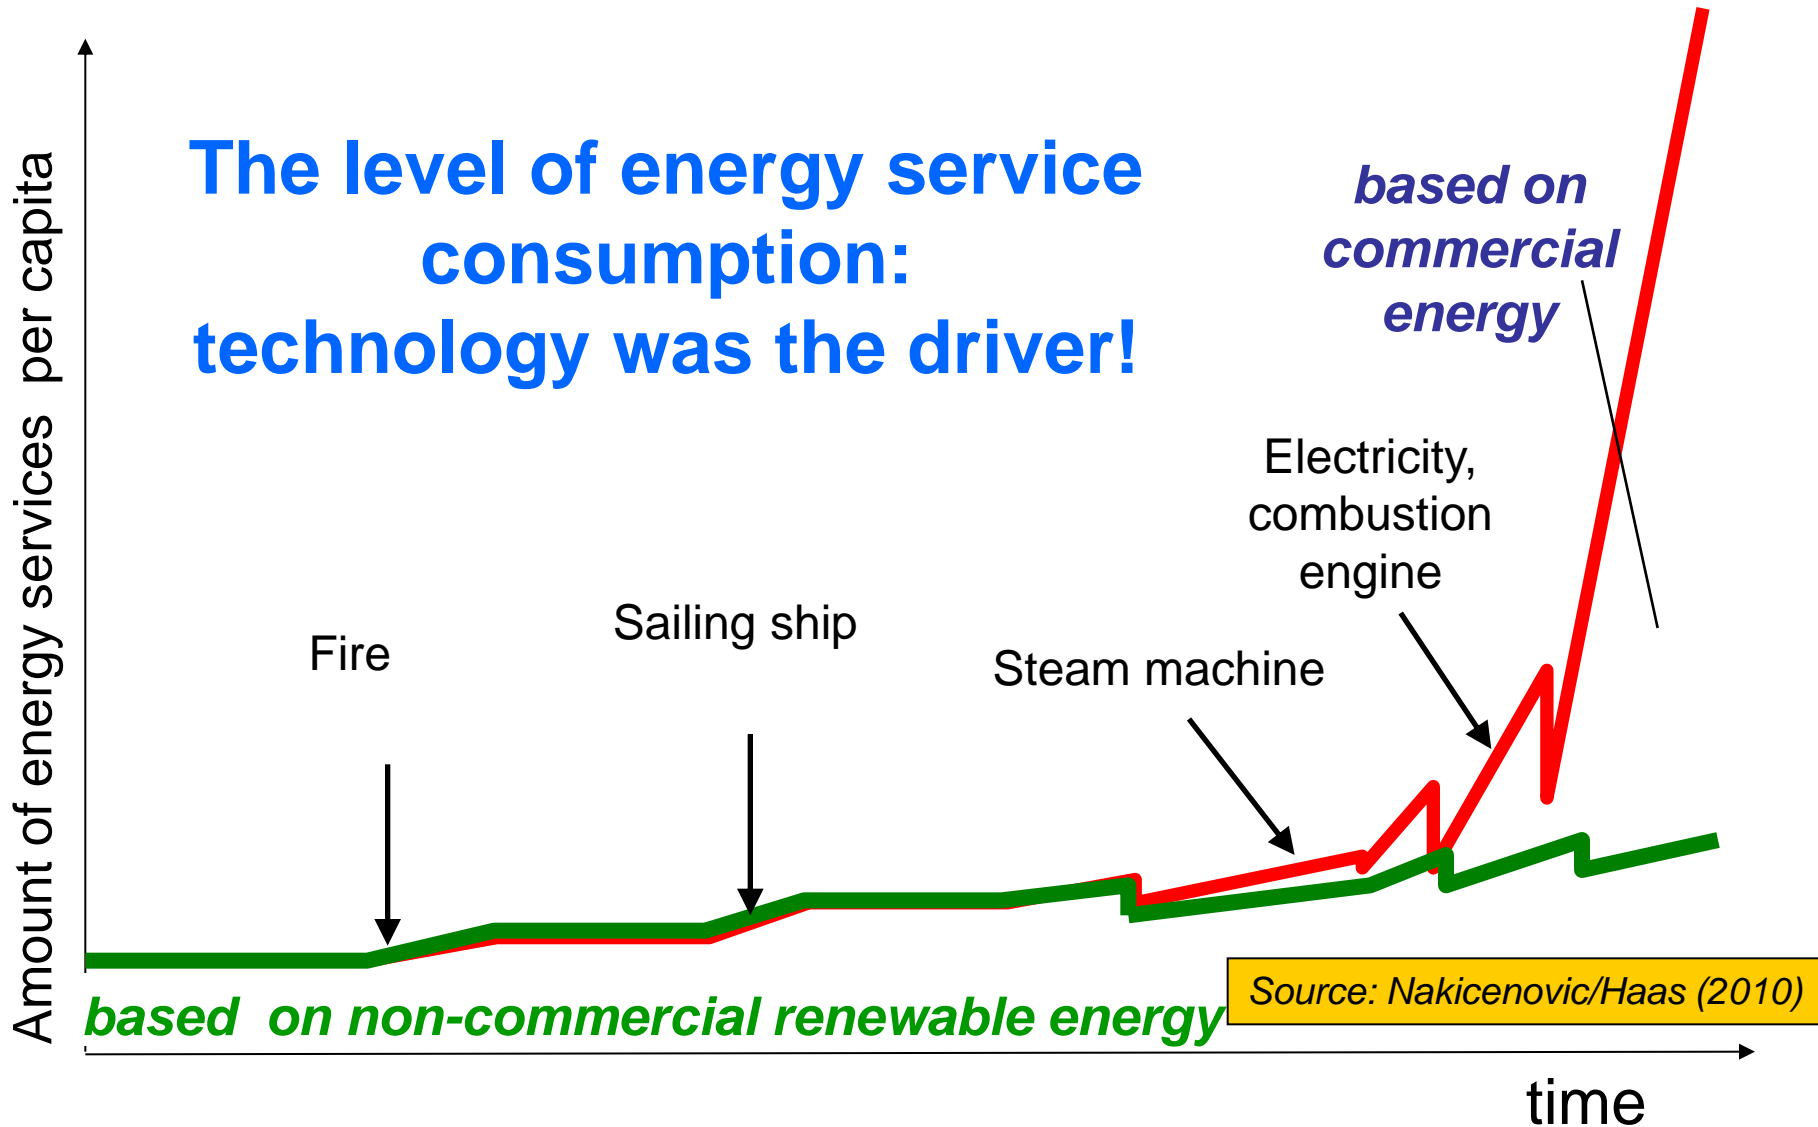 The level of energy service
consumption:
technology was the driver!
based on
commercial
energy
Amount of energy services per capita
Electricity,
combustion
engine
Sailing ship
Fire
Steam machine
based on non-commercial renewable energy
Source: Nakicenovic/Haas (2010)
time